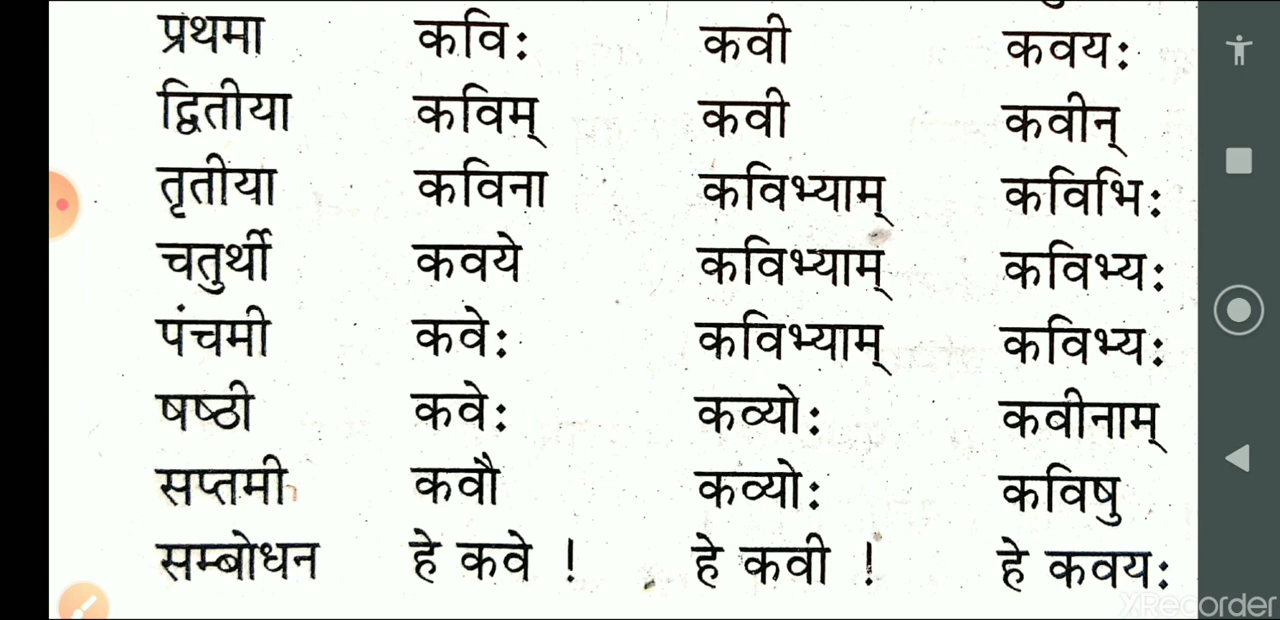 प्रथमा कविः कवी कवयः
द्वितीया कविम् कवी कवीन्
तृतीया कविना कविभ्याम् कविभिः
चतुर्थी कवये कविभ्याम् कविभ्यः
पंचमी कवेः कविभ्याम् कविभ्यः
षष्ठी कवेः कव्योः कवीनाम्
सप्तमी कवौ कव्योः कविषु
सम्बोधन हे कवे ! हे कवी ! हे कवयः
XRecorder